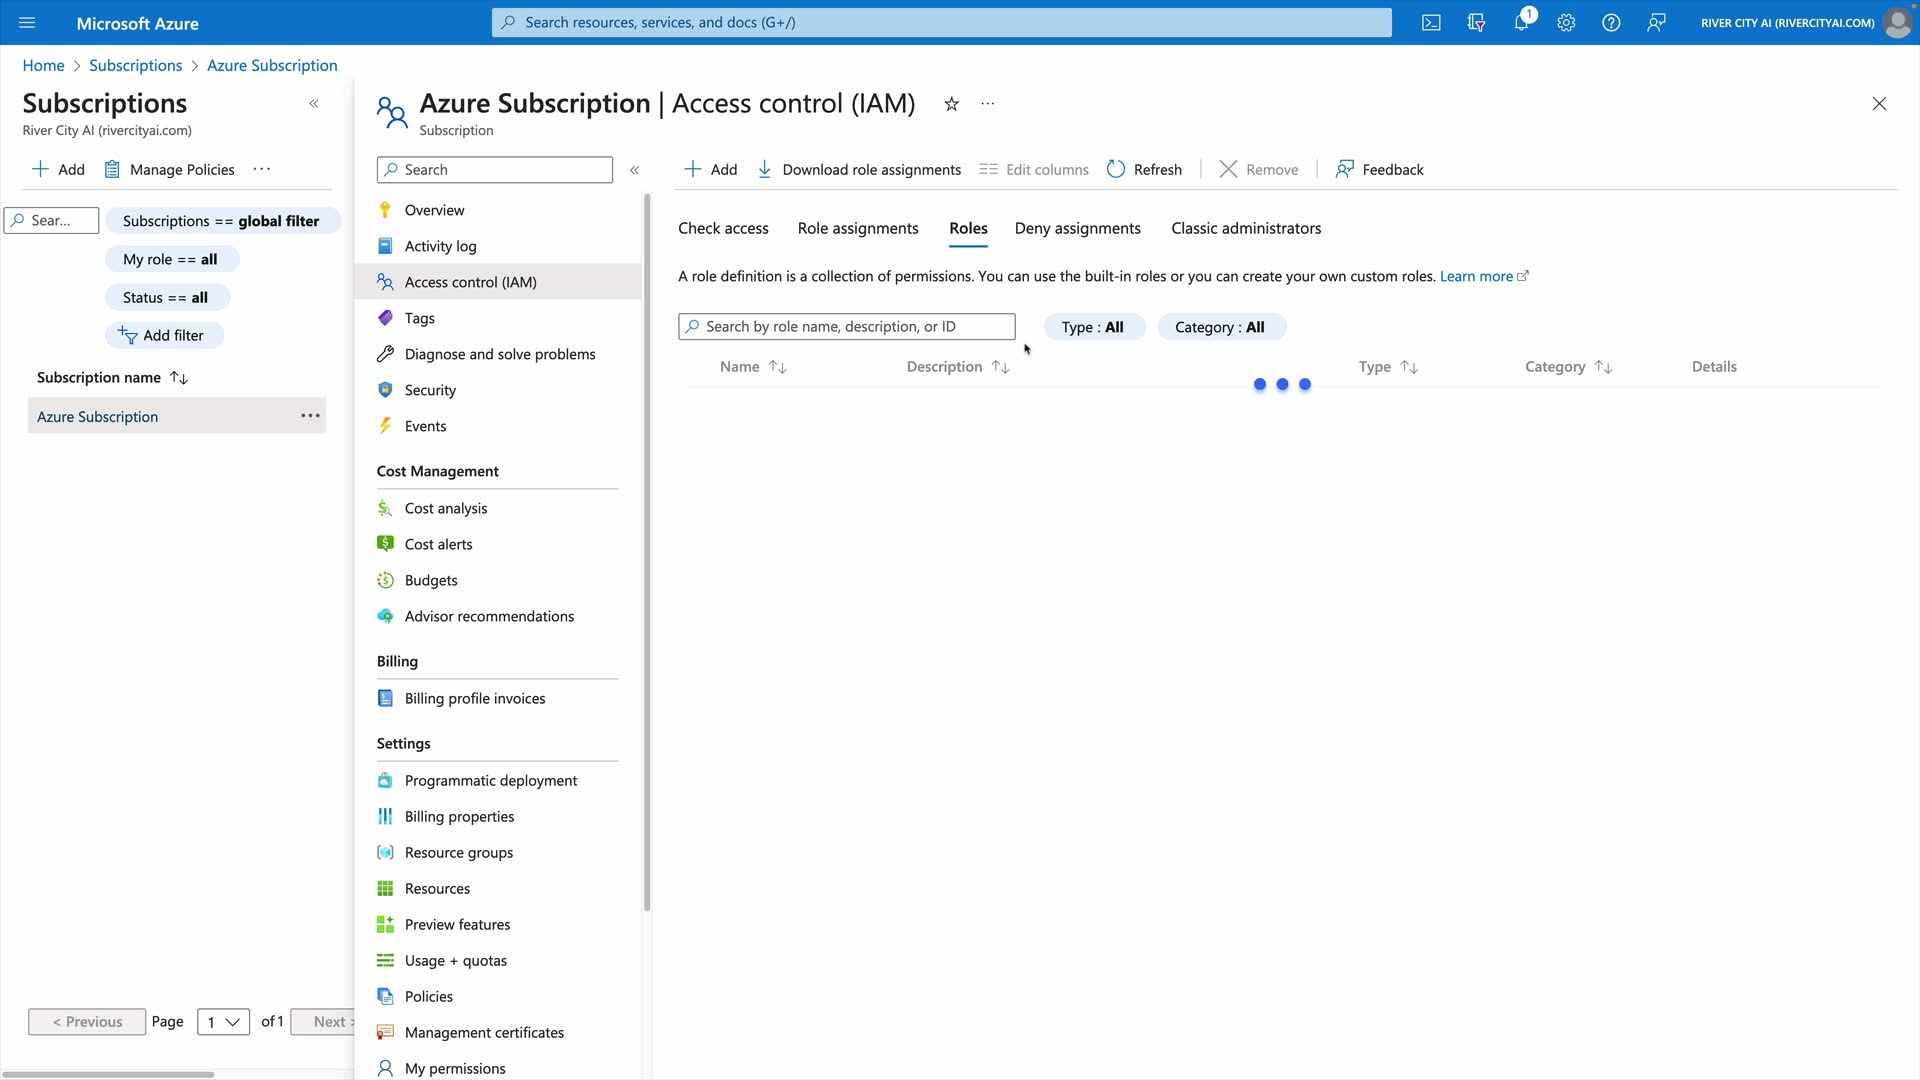 Microsoft Azure
Search resources, services, and docs (G+/)
1
RIVER CITY AI (RIVERCITYAI.COM)
Home > Subscriptions > Azure Subscription
Subscriptions
River City AI (rivercityai.com)
Add
Manage Policies
Sear...
Subscriptions == global filter
My role == all
Status == all
Add filter
Subscription name
Azure Subscription
< Previous
Page
1
of 1
Next >
Azure Subscription | Access control (IAM)
Subscription
Search
Overview
Activity log
Access control (IAM)
Tags
Diagnose and solve problems
Security
Events
Cost Management
Cost analysis
Cost alerts
Budgets
Advisor recommendations
Billing
Billing profile invoices
Settings
Programmatic deployment
Billing properties
Resource groups
Resources
Preview features
Usage + quotas
Policies
Management certificates
My permissions
Add
Download role assignments
Edit columns
Refresh
Remove
Feedback
Check access
Role assignments
Roles
Deny assignments
Classic administrators
A role definition is a collection of permissions. You can use the built-in roles or you can create your own custom roles. Learn more
Search by role name, description, or ID
Type : All
Category : All
Name
Description
Type
Category
Details